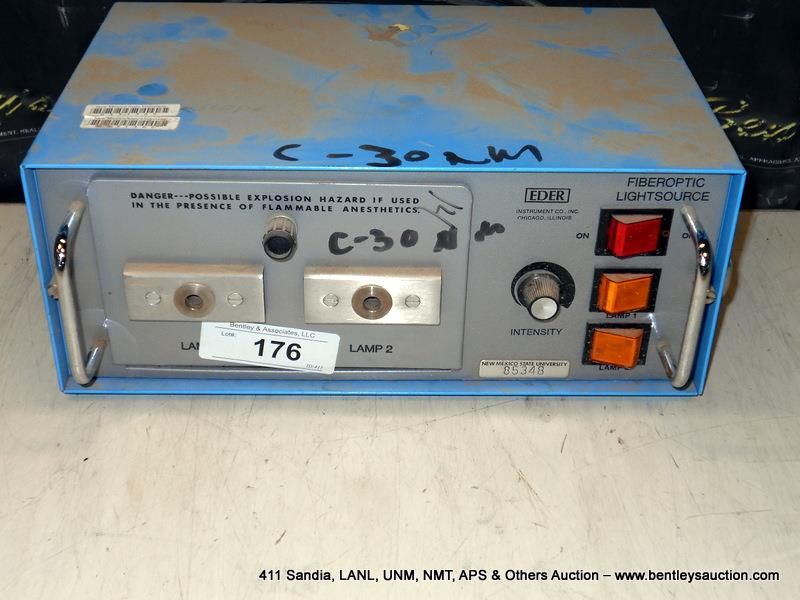 C-30 NM
DANGER---POSSIBLE EXPLOSION HAZARD IF USED
IN THE PRESENCE OF FLAMMABLE ANESTHETICS.
C-30 NM
EDER
INSTRUMENT CO., INC.
CHICAGO, ILLINOIS
FIBEROPTIC
LIGHTSOURCE
ON
INTENSITY
LAMP 1
Bentley & Associates, LLC
Lot#:
176
LAMP 2
NEW MEXICO STATE UNIVERSITY
85348
411 Sandia, LANL, UNM, NMT, APS & Others Auction – www.bentleysauction.com